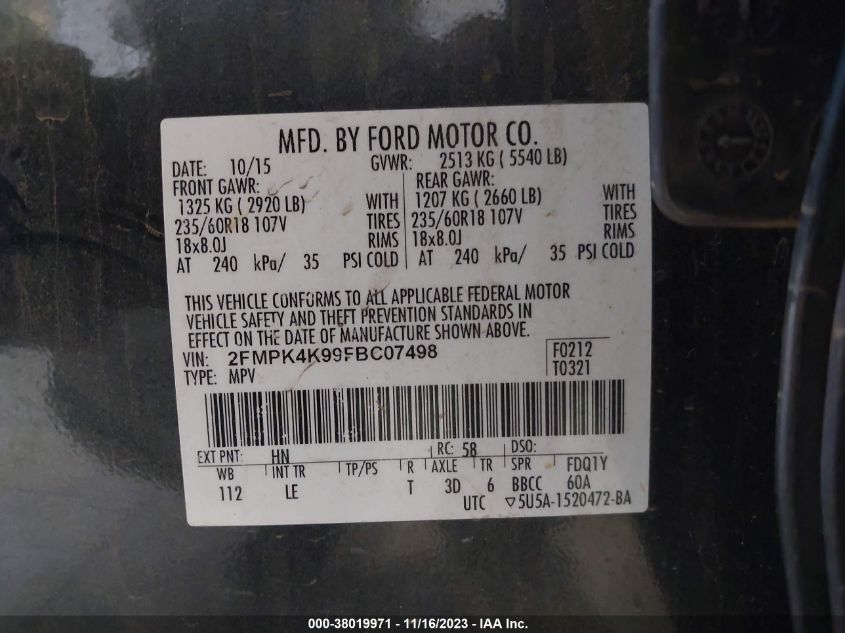 MFD. BY FORD MOTOR CO.
DATE: 10/15 GVWR: 2513 KG ( 5540 LB)
FRONT GAWR: REAR GAWR:
1325 KG ( 2920 LB) WITH 1207 KG ( 2660 LB) WITH
235/60R18 107V TIRES 235/60R18 107V TIRES
18x8.0J RIMS 18x8.0J RIMS
AT 240 kPa/ 35 PSI COLD AT 240 kPa/ 35 PSI COLD
THIS VEHICLE CONFORMS TO ALL APPLICABLE FEDERAL MOTOR
VEHICLE SAFETY AND THEFT PREVENTION STANDARDS IN
EFFECT ON THE DATE OF MANUFACTURE SHOWN ABOVE.
VIN: 2FMPK4K99FBC07498 F0212
TYPE: MPV T0321
EXT PNT: HN RC: 58 DSO:
WB INT TR TP/PS R AXLE TR SPR FDQ1Y
112 LE T 3D 6 BBCC 60A
UTC ▽5U5A-1520472-BA
000-38019971 - 11/16/2023 - IAA Inc.